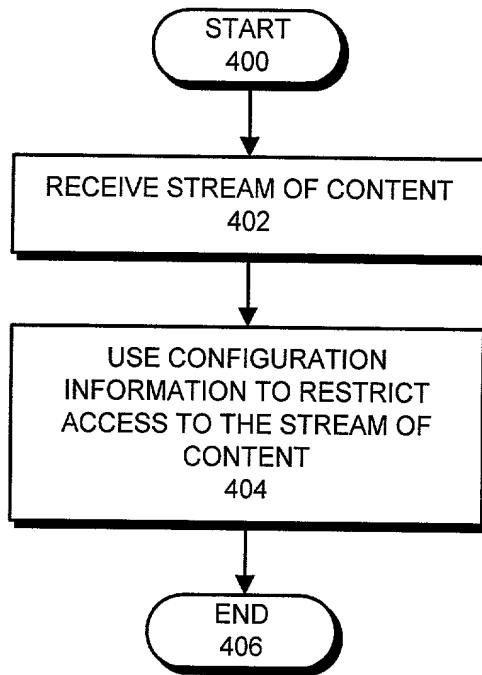 START
400
RECEIVE STREAM OF CONTENT
402
USE CONFIGURATION
INFORMATION TO RESTRICT
ACCESS TO THE STREAM OF
CONTENT
404
END
406